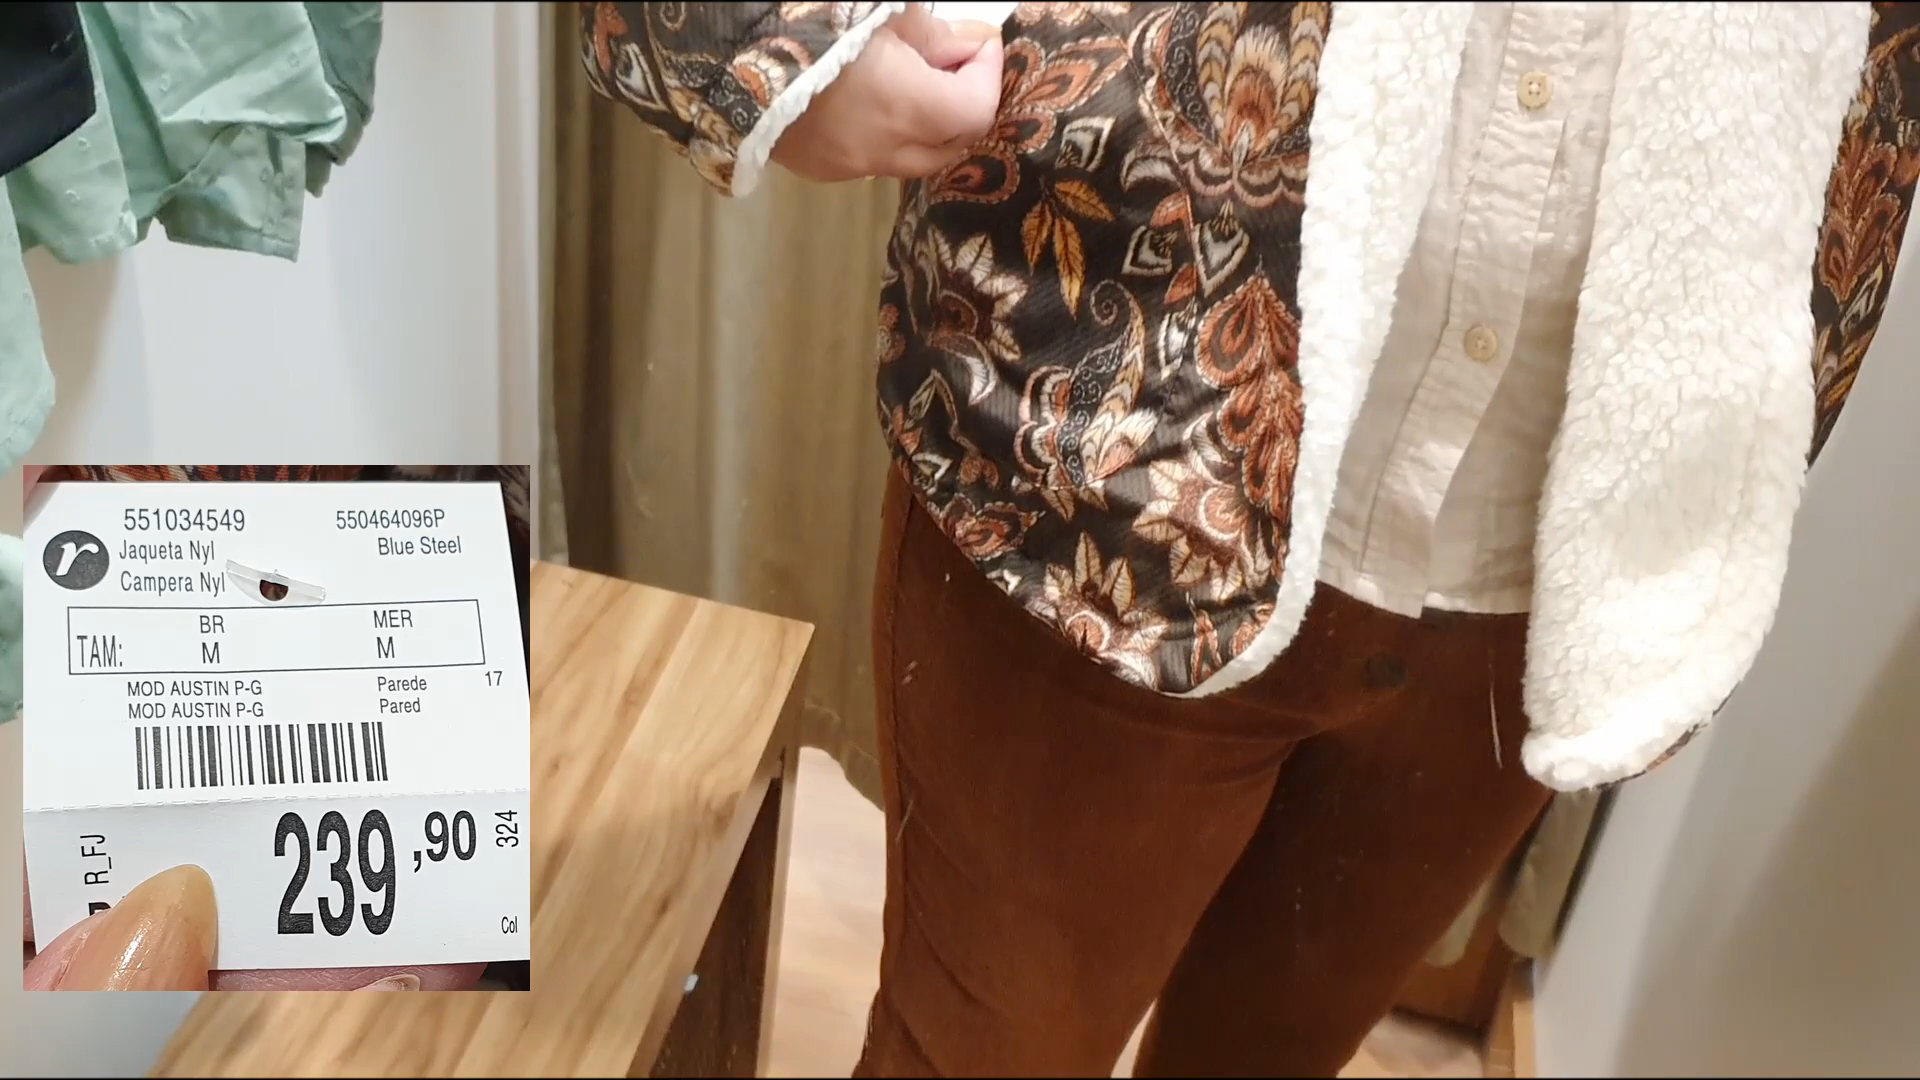 551034549 550464096P
r Jaqueta Nyl Blue Steel
Campera Nyl
BR MER
TAM: M M
MOD AUSTIN P-G Parede 17
MOD AUSTIN P-G Pared
239,90
324
R_FJ
Col